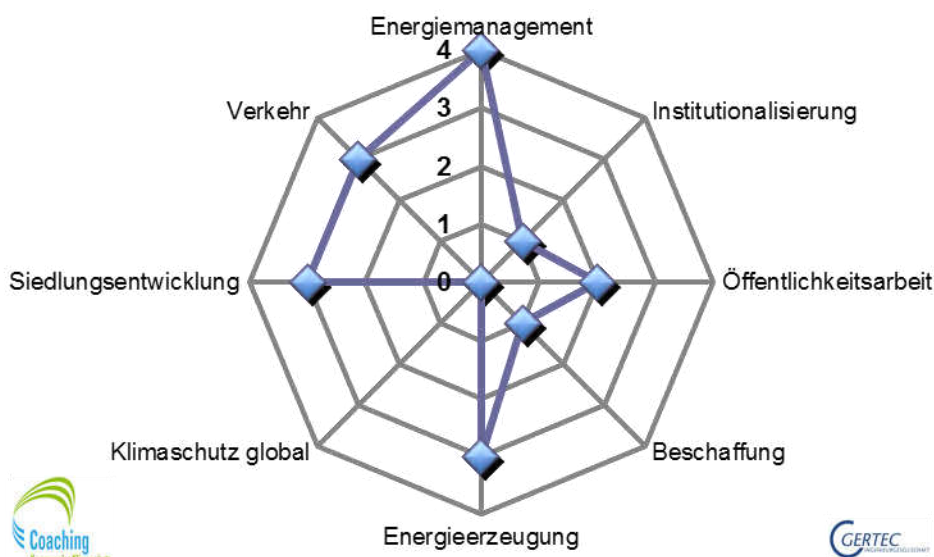 Energiemanagement
4
Verkehr
Institutionalisierung
3
2
1
Siedlungsentwicklung
0
Öffentlichkeitsarbeit
Klimaschutz global
Beschaffung
Energieerzeugung
Coaching
GERTEC